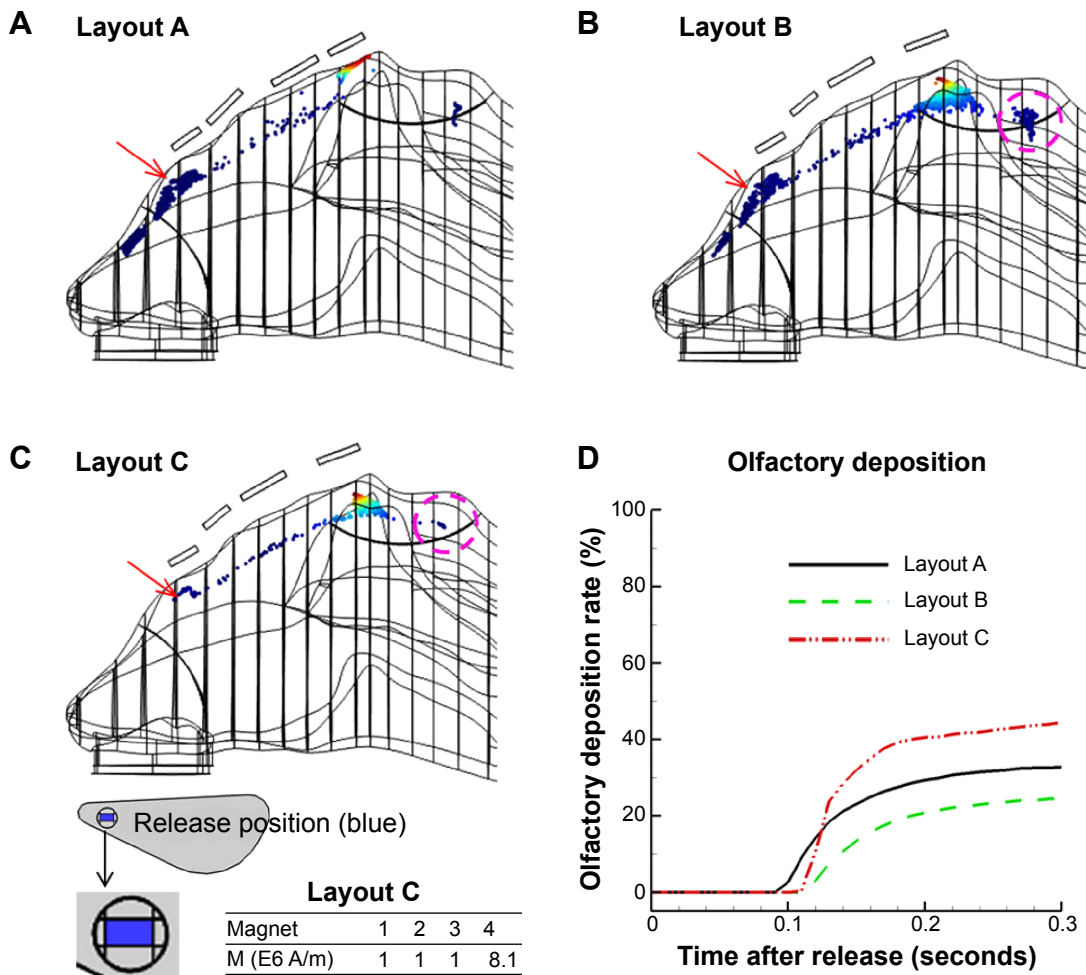 A Layout A
B Layout B
C Layout C
Release position (blue)
Layout C
Magnet 1 2 3 4
M (E6 A/m) 1 1 1 8.1
D Olfactory deposition
Olfactory deposition rate (%)
100
80
60
40
20
0
Layout A
Layout B
Layout C
0 0.1 0.2 0.3
Time after release (seconds)